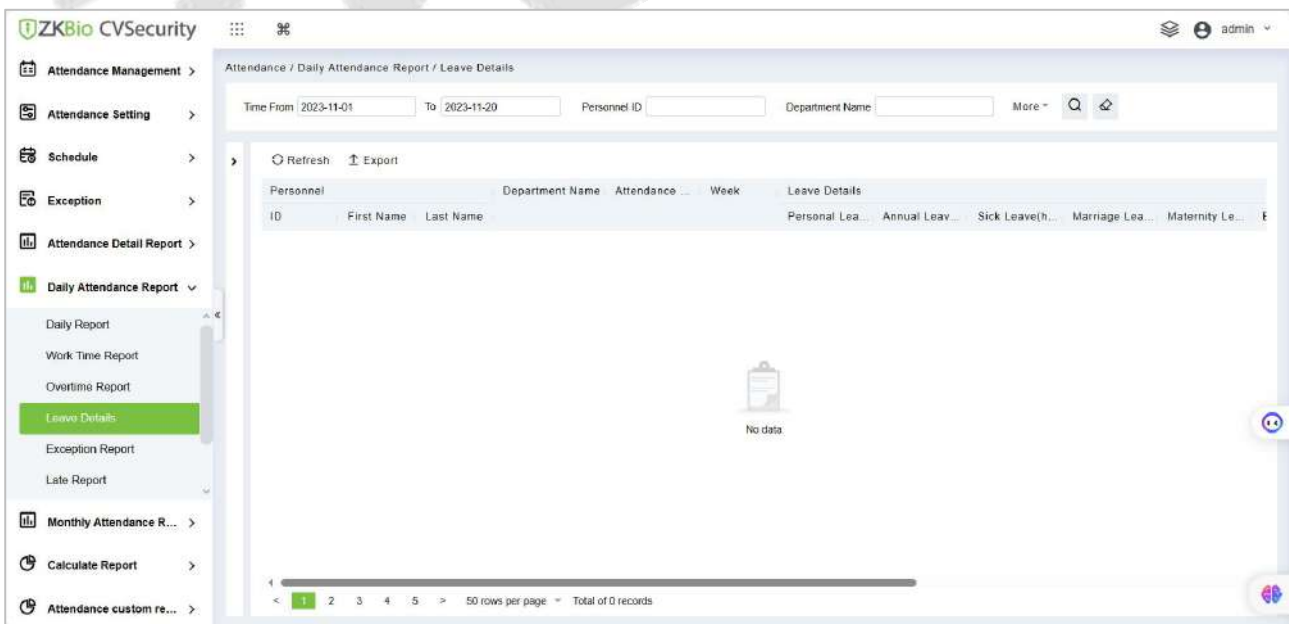 ZKBio CVSecurity
admin
Attendance Management
Attendance Setting
Schedule
Exception
Attendance Detail Report
Daily Attendance Report
Daily Report
Work Time Report
Overtime Report
Leave Details
Exception Report
Late Report
Monthly Attendance R...
Calculate Report
Attendance custom re...
Attendance / Daily Attendance Report / Leave Details
Time From 2023-11-01 To 2023-11-20 Personnel ID Department Name More
Refresh Export
Personnel Department Name Attendance ... Week Leave Details
ID First Name Last Name Personal Lea... Annual Leav... Sick Leave(h... Marriage Lea... Maternity Le...
No data
< 1 2 3 4 5 > 50 rows per page Total of 0 records